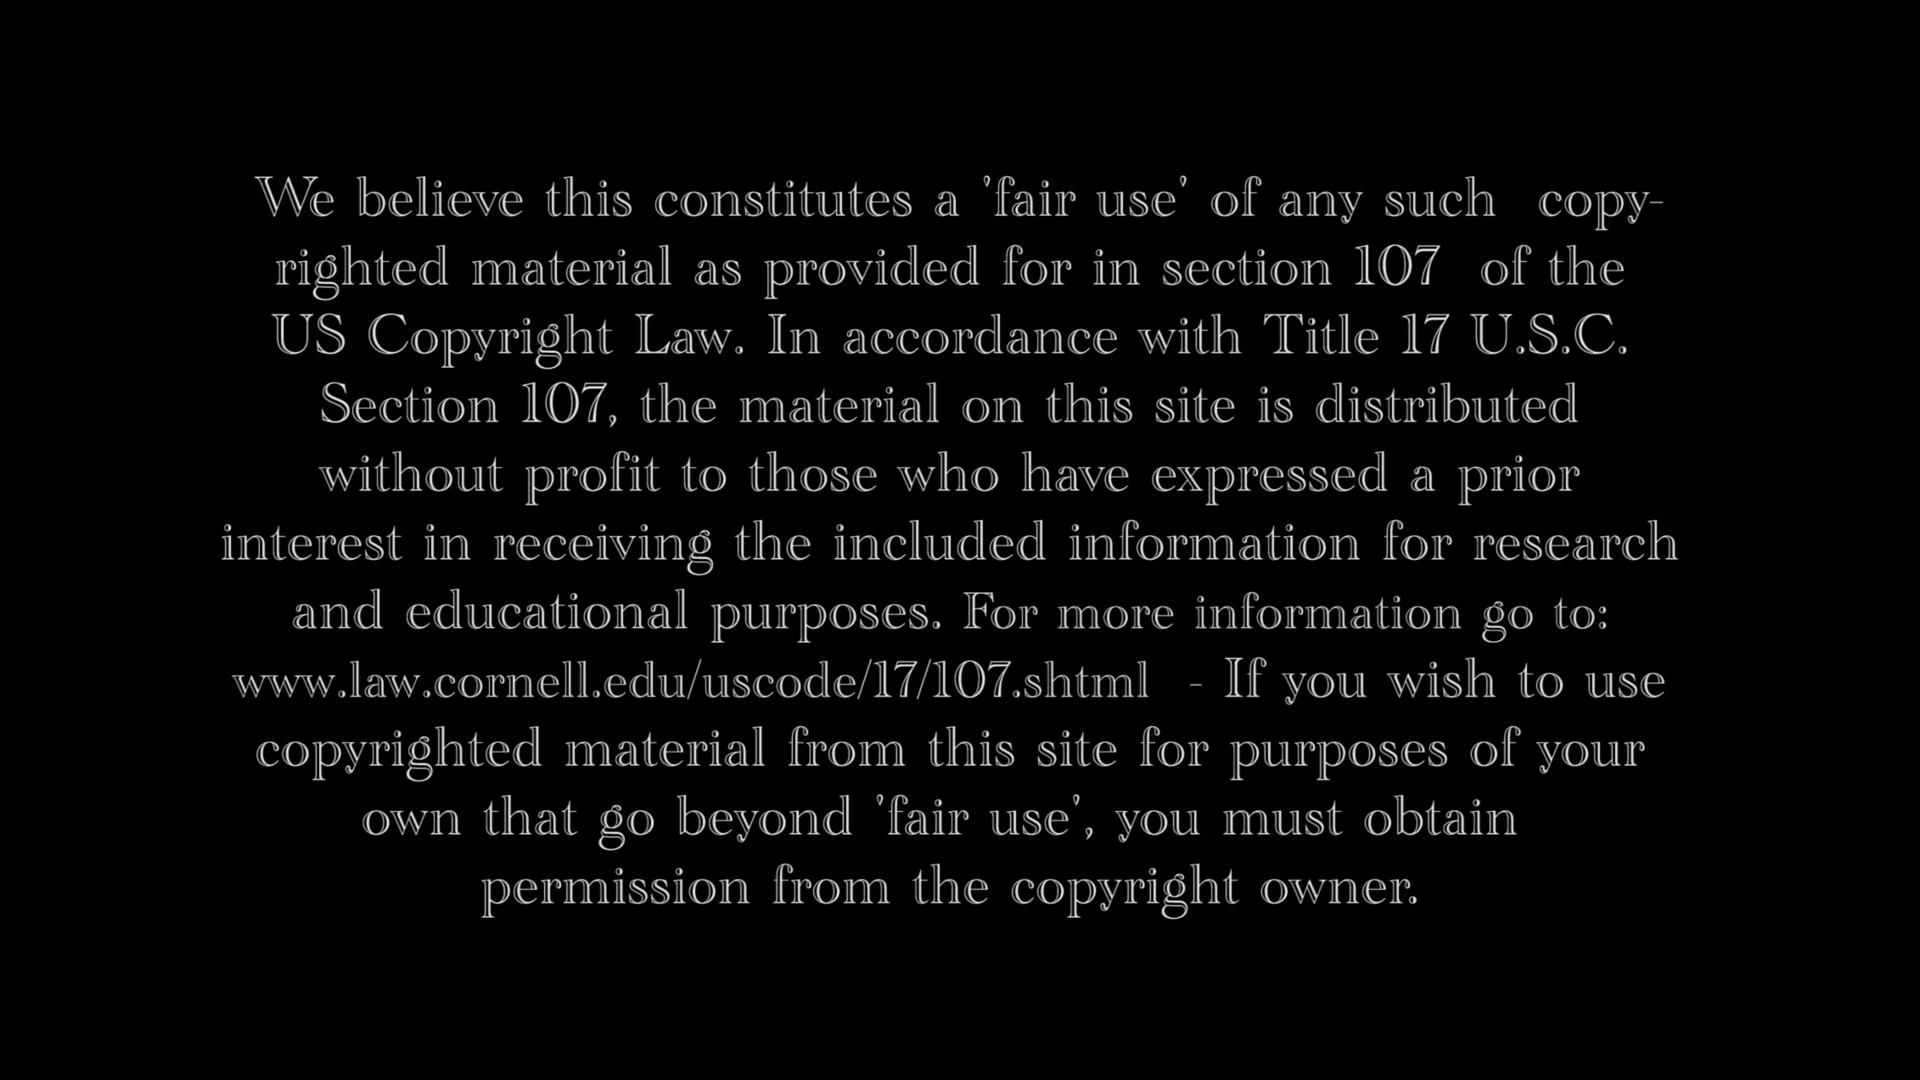 We believe this constitutes a 'fair use' of any such  copy-
righted material as provided for in section 107  of the
US Copyright Law. In accordance with Title 17 U.S.C.
Section 107, the material on this site is distributed
without profit to those who have expressed a prior
interest in receiving the included information for research
and educational purposes. For more information go to:
www.law.cornell.edu/uscode/17/107.shtml  - If you wish to use
copyrighted material from this site for purposes of your
own that go beyond 'fair use', you must obtain
permission from the copyright owner.